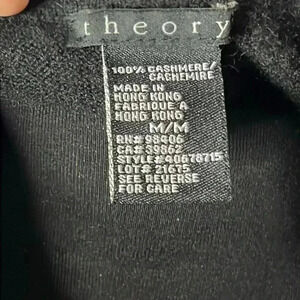 theory
100% CASHMERE/
CACHEMIRE
MADE IN
HONG KONG
FABRIQUE A
HONG KONG
M/M
RN# 98406
CA# 39862
STYLE# 40678715
LOT# 21675
SEE REVERSE
FOR CARE